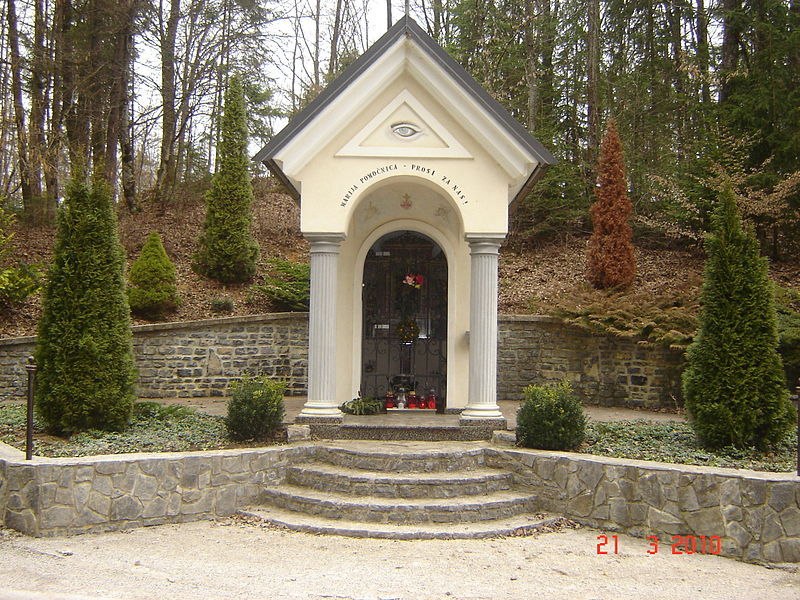 MARIJA POMOČNICA - PROSI ZA NAS!
21 3 2010